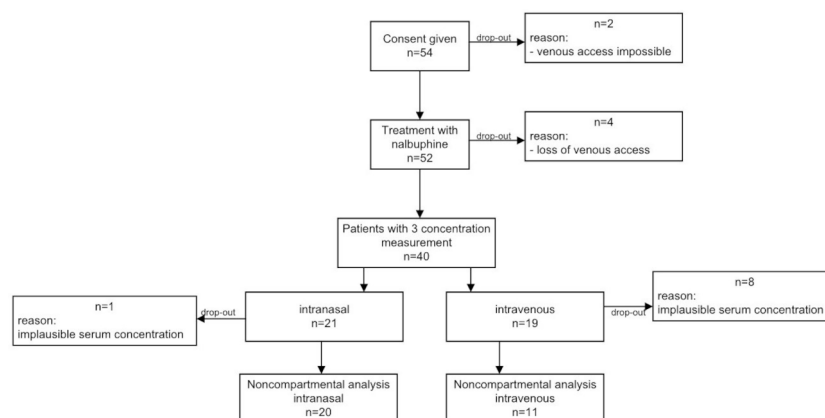 Consent given
n=54
drop-out
n=2
reason:
- venous access impossible
Treatment with
nalbuphine
n=52
drop-out
n=4
reason:
- loss of venous access
Patients with 3 concentration
measurement
n=40
n=1
reason:
implausible serum concentration
drop-out
intranasal
n=21
intravenous
n=19
drop-out
n=8
reason:
implausible serum concentration
Noncompartmental analysis
intranasal
n=20
Noncompartmental analysis
intravenous
n=11